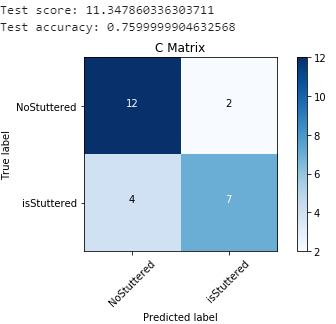 Test score: 11.347860336303711
Test accuracy: 0.7599999904632568
C Matrix
NoStuttered
isStuttered
True label
12
2
4
7
NoStuttered
isStuttered
Predicted label
12
10
8
6
4
2